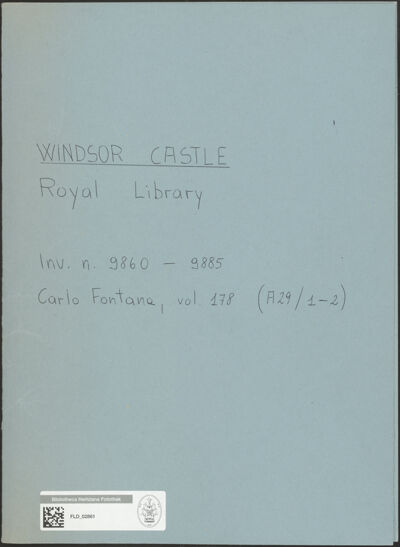 WINDSOR CASTLE
Royal Library
Inv. n. 9860 – 9885
Carlo Fontana, vol. 178 (A29/1-2)
Bibliotheca Hertziana Fotothek
FLD_02861